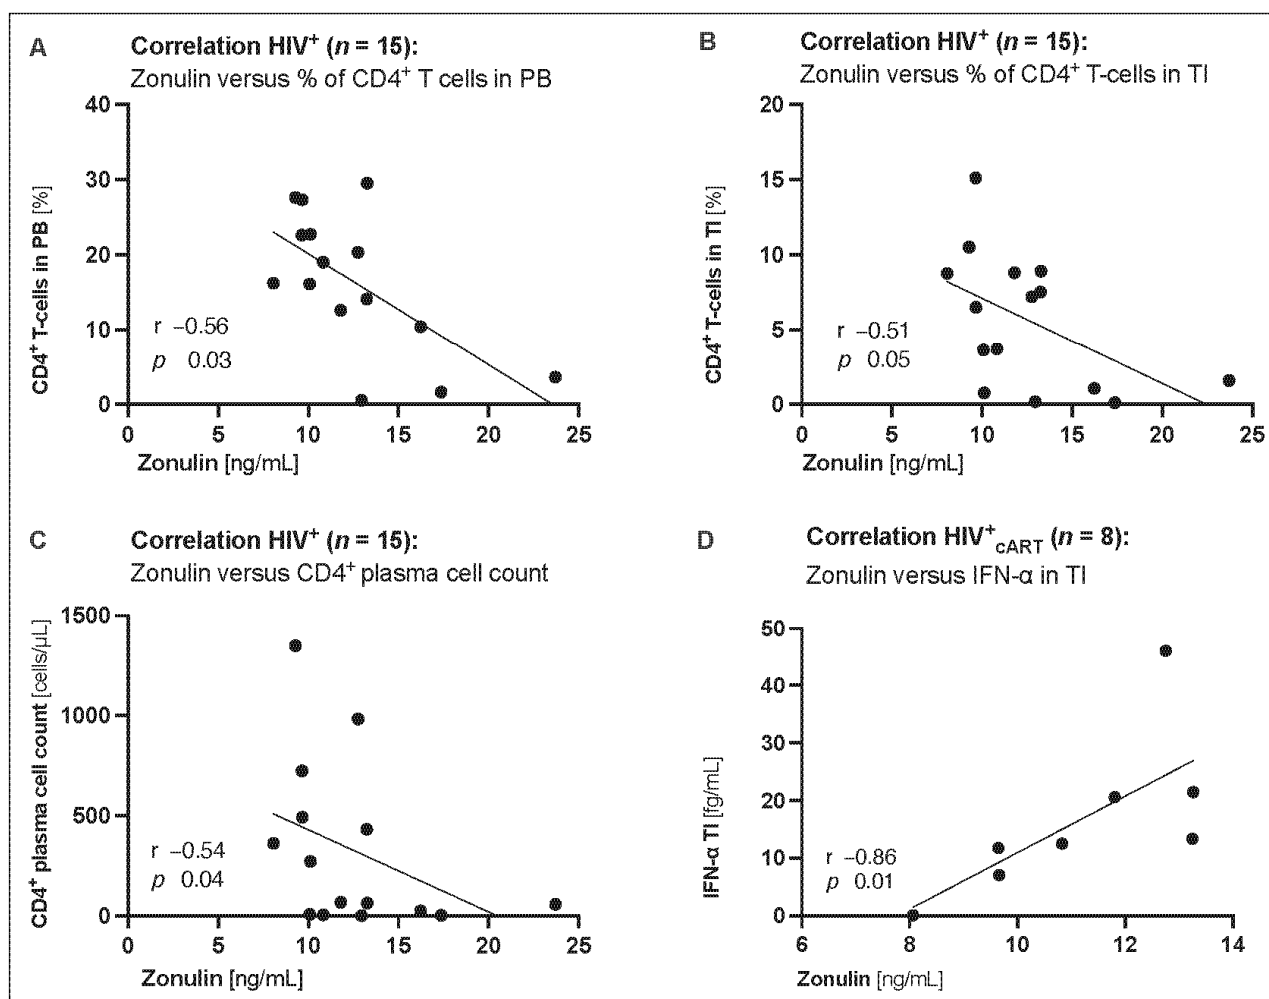 A
Correlation HIV⁺ (n = 15):
Zonulin versus % of CD4⁺ T cells in PB
40
30
20
10
0
CD4⁺ T-cells in PB [%]
r −0.56
p 0.03
0 5 10 15 20 25
Zonulin [ng/mL]
B
Correlation HIV⁺ (n = 15):
Zonulin versus % of CD4⁺ T-cells in TI
20
15
10
5
0
CD4⁺ T-cells in TI [%]
r −0.51
p 0.05
0 5 10 15 20 25
Zonulin [ng/mL]
C
Correlation HIV⁺ (n = 15):
Zonulin versus CD4⁺ plasma cell count
1500
1000
500
0
CD4⁺ plasma cell count [cells/µL]
r −0.54
p 0.04
0 5 10 15 20 25
Zonulin [ng/mL]
D
Correlation HIV⁺cART (n = 8):
Zonulin versus IFN-α in TI
50
40
30
20
10
0
IFN-α TI [fg/mL]
r −0.86
p 0.01
6 8 10 12 14
Zonulin [ng/mL]